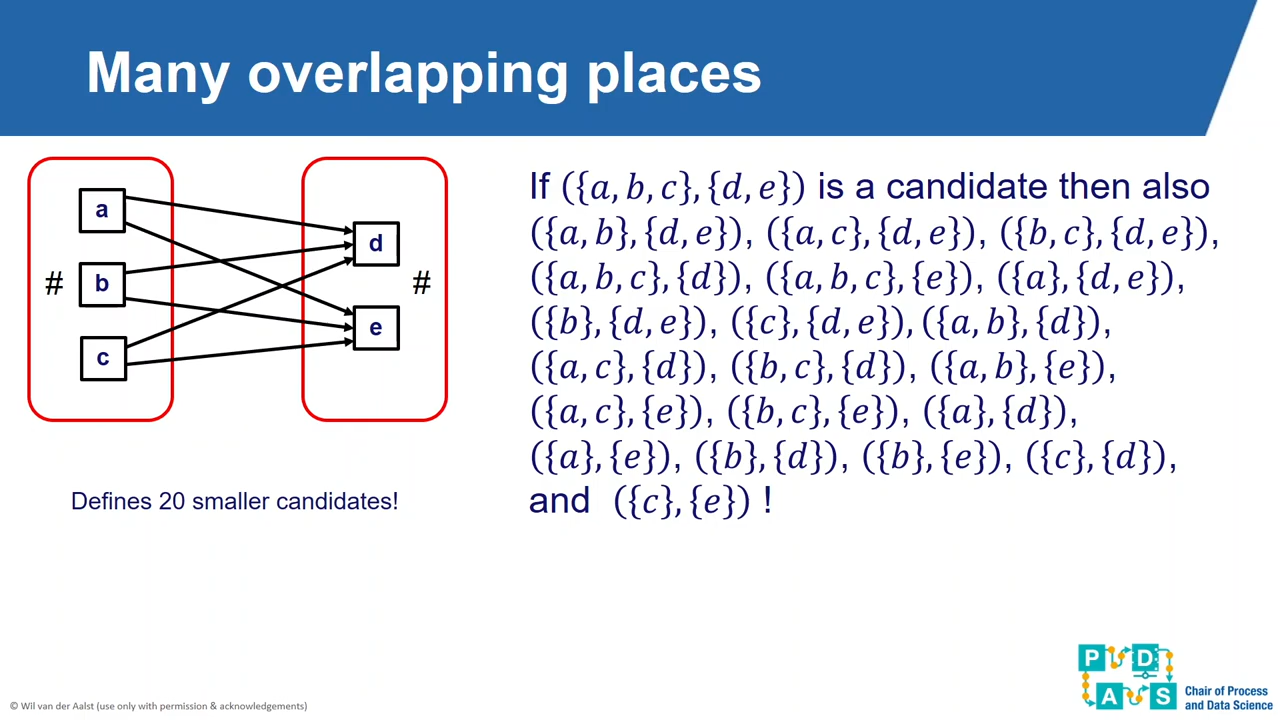 Many overlapping places
a
b
c
d
e
#
#
Defines 20 smaller candidates!
If ({𝑎, 𝑏, 𝑐}, {𝑑, 𝑒}) is a candidate then also
({𝑎, 𝑏}, {𝑑, 𝑒}), ({𝑎, 𝑐}, {𝑑, 𝑒}), ({𝑏, 𝑐}, {𝑑, 𝑒}),
({𝑎, 𝑏, 𝑐}, {𝑑}), ({𝑎, 𝑏, 𝑐}, {𝑒}), ({𝑎}, {𝑑, 𝑒}),
({𝑏}, {𝑑, 𝑒}), ({𝑐}, {𝑑, 𝑒}), ({𝑎, 𝑏}, {𝑑}),
({𝑎, 𝑐}, {𝑑}), ({𝑏, 𝑐}, {𝑑}), ({𝑎, 𝑏}, {𝑒}),
({𝑎, 𝑐}, {𝑒}), ({𝑏, 𝑐}, {𝑒}), ({𝑎}, {𝑑}),
({𝑎}, {𝑒}), ({𝑏}, {𝑑}), ({𝑏}, {𝑒}), ({𝑐}, {𝑑}),
and ({𝑐}, {𝑒}) !
© Wil van der Aalst (use only with permission & acknowledgements)
P D
A S
Chair of Process
and Data Science